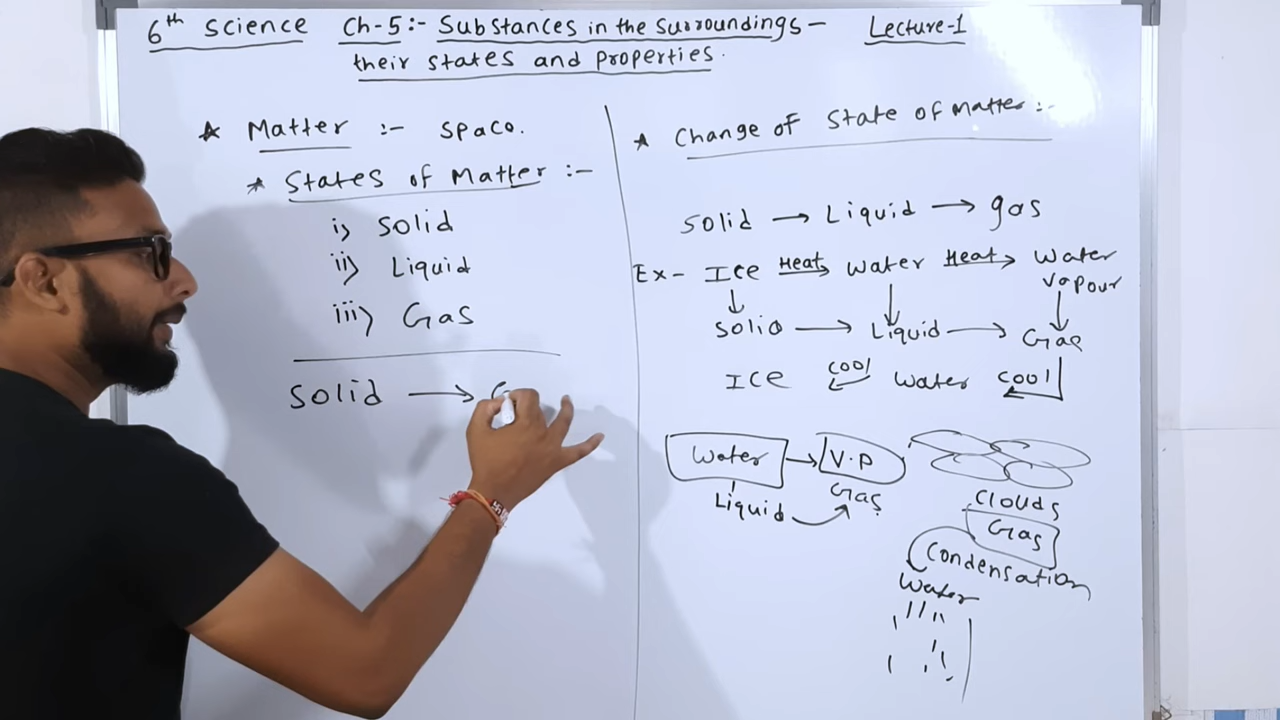 6th science Ch-5:- Substances in the Surroundings- Lecture-1
their states and properties.
* Matter :- Space.
* States of Matter :-
i) Solid
ii) Liquid
iii) Gas
Solid →
* Change of State of Matter :-
Solid → Liquid → gas
Ex- Ice Heat→ Water Heat→ Water
Vapour
Solid → Liquid → Gas
Ice cool Water cool
Water → V.P
Liquid Gas
Clouds
Gas
Condensation
Water